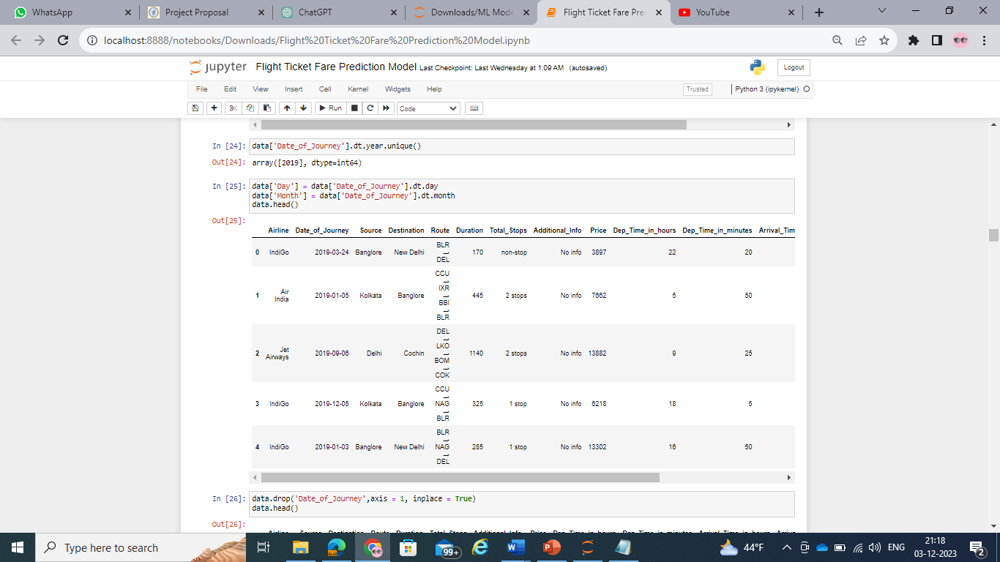 WhatsApp
Project Proposal
ChatGPT
Downloads/ML Mode
Flight Ticket Fare Pre
YouTube
localhost:8888/notebooks/Downloads/Flight%20Ticket%20Fare%20Prediction%20Model.ipynb
jupyter Flight Ticket Fare Prediction Model Last Checkpoint: Last Wednesday at 1:09 AM (autosaved)
Logout
File Edit View Insert Cell Kernel Widgets Help
Trusted
Python 3 (ipykernel)
Run
Code
In [24]: data['Date_of_Journey'].dt.year.unique()
Out[24]: array([2019], dtype=int64)
In [25]: data['Day'] = data['Date_of_Journey'].dt.day
data['Month'] = data['Date_of_Journey'].dt.month
data.head()
Out[25]:
Airline Date_of_Journey Source Destination Route Duration Total_Stops Additional_Info Price Dep_Time_in_hours Dep_Time_in_minutes Arrival_Tim
0 IndiGo 2019-03-24 Banglore New Delhi BLR → DEL 170 non-stop No info 3897 22 20
1 Air India 2019-01-05 Kolkata Banglore CCU → IXR → BBI → BLR 445 2 stops No info 7662 5 50
2 Jet Airways 2019-09-06 Delhi Cochin DEL → LKO → BOM → COK 1140 2 stops No info 13882 9 25
3 IndiGo 2019-12-05 Kolkata Banglore CCU → NAG → BLR 325 1 stop No info 6218 18 5
4 IndiGo 2019-01-03 Banglore New Delhi BLR → NAG → DEL 285 1 stop No info 13302 16 50
In [26]: data.drop('Date_of_Journey',axis = 1, inplace = True)
data.head()
Out[26]:
Airline Source Destination Route Duration Total_Stops Additional_Info Price Dep_Time_in_hours Dep_Time_in_minutes Arrival_Time_in_hours
Type here to search
99+
44°F
ENG
21:18
03-12-2023
2